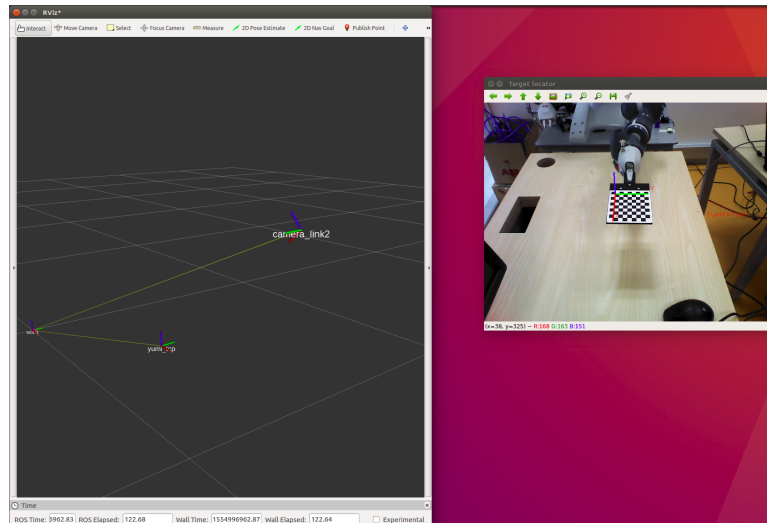 RViz*
Interact Move Camera Select Focus Camera Measure 2D Pose Estimate 2D Nav Goal Publish Point
Target locator
camera_link2
(x=38, y=325) ~ R:168 G:163 B:151
Time
ROS Time: 5962.83 ROS Elapsed: 122.68 Wall Time: 1554996962.87 Wall Elapsed: 122.64 Experimental